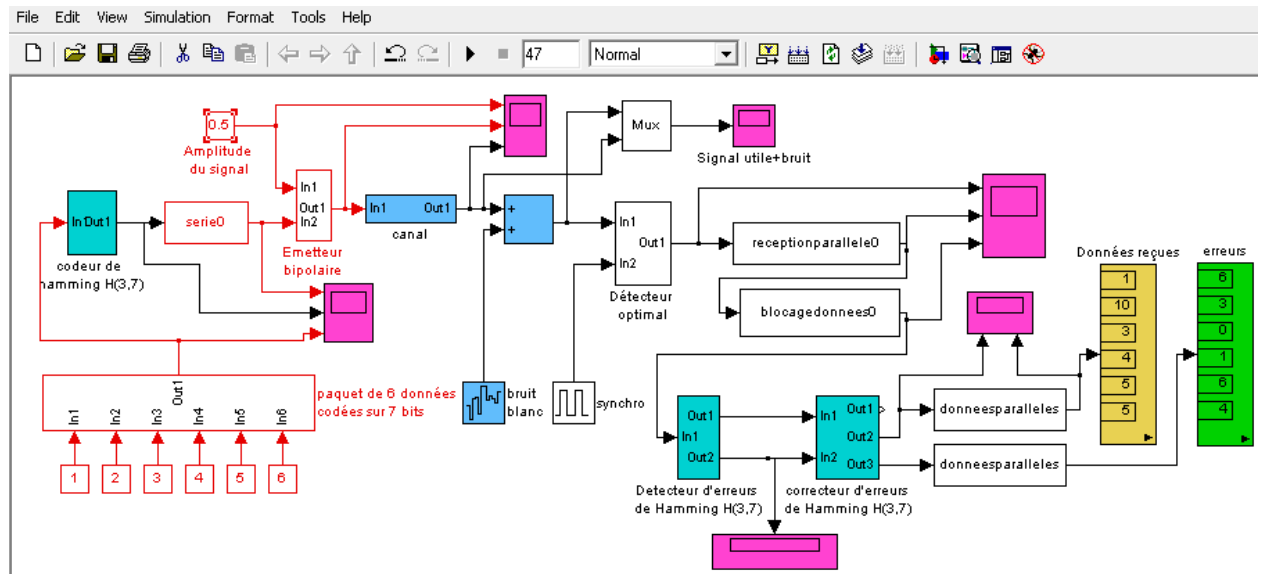 File Edit View Simulation Format Tools Help
47 Normal
0.5
Amplitude
du signal
Mux
Signal utile+bruit
In1
Out1
In2
Emetteur
bipolaire
In Out1
codeur de
hamming H(3,7)
serie0
In1 Out1
canal
+
+
In1
Out1
In2
Détecteur
optimal
receptionparallele0
blocagedonnees0
Données reçues
1
10
3
4
5
5
erreurs
6
3
0
1
6
4
Out1
In1 In2 In3 In4 In5 In6
paquet de 6 données
codées sur 7 bits
1 2 3 4 5 6
bruit
blanc
synchro
Out1
In1
Out2
Detecteur d'erreurs
de Hamming H(3,7)
In1 Out1
Out2
In2 Out3
correcteur d'erreurs
de Hamming H(3,7)
donneesparalleles
donneesparalleles